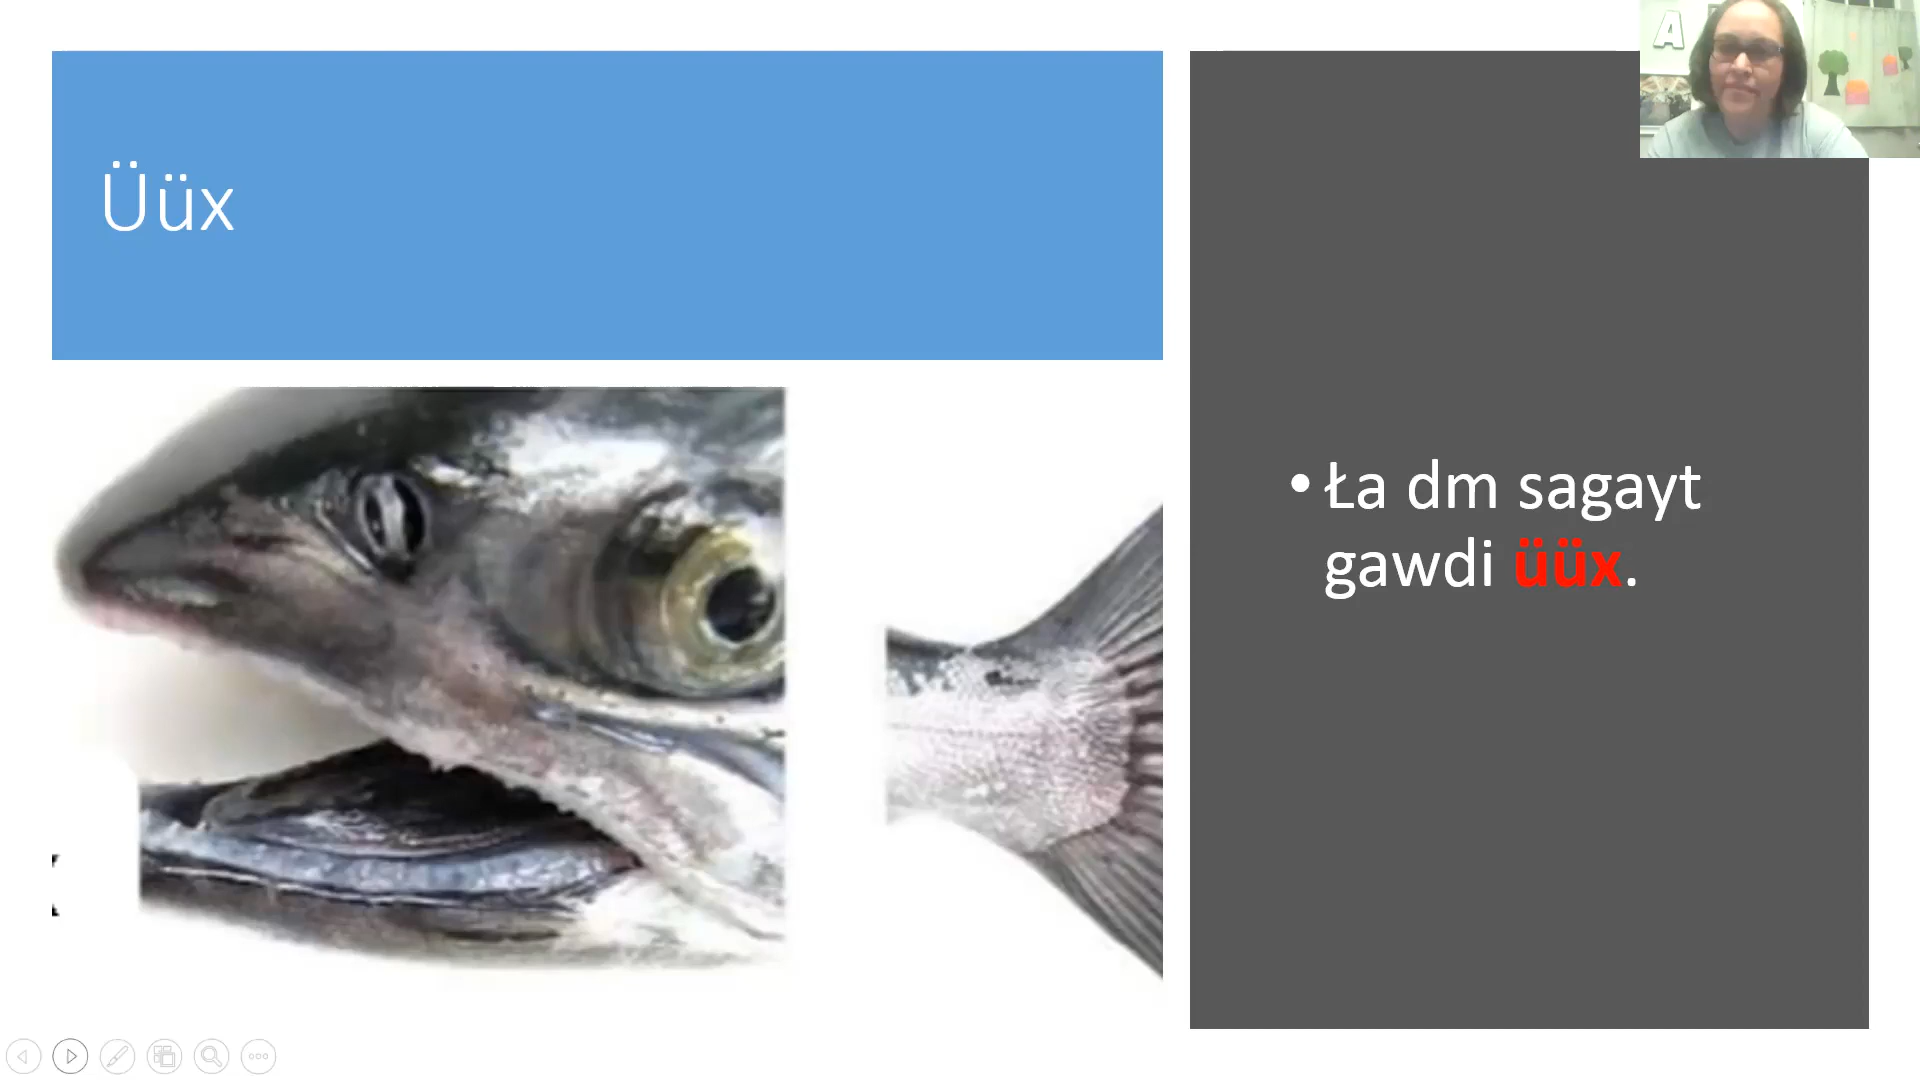 A
Üüx
• Ła dm sagayt
gawdi üüx.